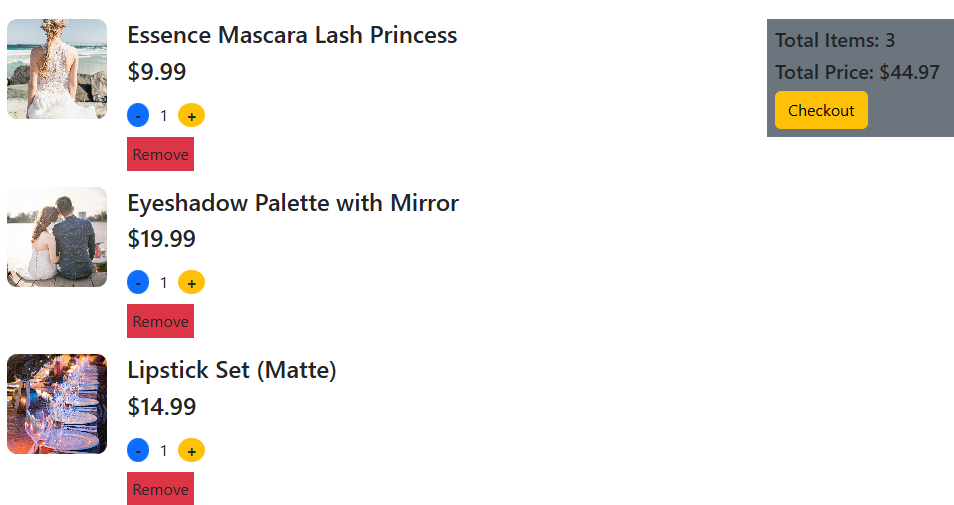 Essence Mascara Lash Princess
$9.99
- 1 +
Remove
Eyeshadow Palette with Mirror
$19.99
- 1 +
Remove
Lipstick Set (Matte)
$14.99
- 1 +
Remove
Total Items: 3
Total Price: $44.97
Checkout